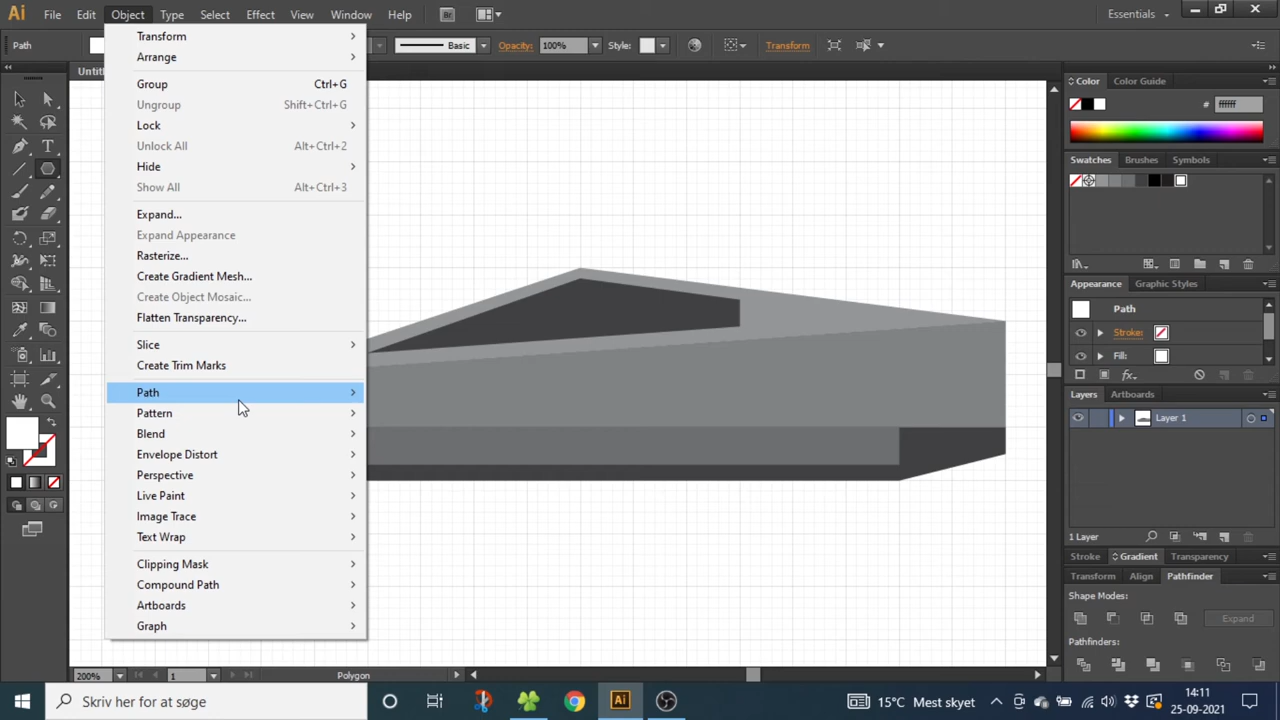 Ai File Edit Object Type Select Effect View Window Help Br Essentials
Path Basic Opacity: 100% Style: Transform
Untitl
Transform
Arrange
Group Ctrl+G
Ungroup Shift+Ctrl+G
Lock
Unlock All Alt+Ctrl+2
Hide
Show All Alt+Ctrl+3
Expand...
Expand Appearance
Rasterize...
Create Gradient Mesh...
Create Object Mosaic...
Flatten Transparency...
Slice
Create Trim Marks
Path
Pattern
Blend
Envelope Distort
Perspective
Live Paint
Image Trace
Text Wrap
Clipping Mask
Compound Path
Artboards
Graph
Color Color Guide
# ffffff
Swatches Brushes Symbols
Appearance Graphic Styles
Path
Stroke:
Fill:
fx
Layers Artboards
Layer 1
1 Layer
Stroke Gradient Transparency
Transform Align Pathfinder
Shape Modes:
Expand
Pathfinders:
200% 1 Polygon
Skriv her for at søge
Ai
15°C Mest skyet
14:11
25-09-2021